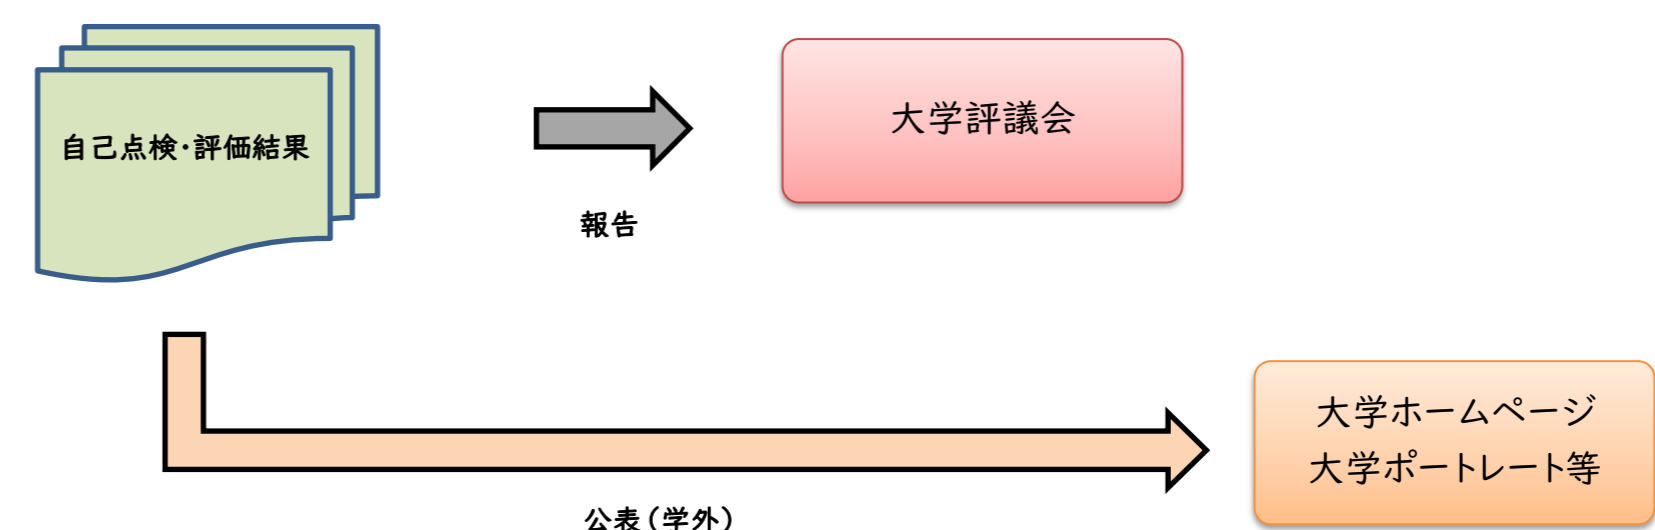 自己点検・評価結果
大学評議会
報告
大学ホームページ
大学ポートレート等
公表（学外）